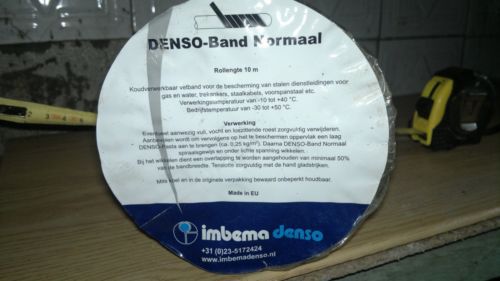 DENSO-Band Normaal
Rollengte 10 m
Koudverwerkbaar vetband voor de bescherming van stalen dienstleidingen voor
gas en water, trekankers, staalkabels, voorspanstaal etc.
Verwerkingstemperatuur van -10 tot +40 °C.
Bedrijfstemperatuur van -30 tot +50 °C.
Verwerking
Eventueel aanwezig vuil, vocht en loszittende roest zorgvuldig verwijderen.
Aanbevolen wordt om vervolgens op het te beschermen oppervlak een laag
DENSO-Pasta aan te brengen (ca. 0,25 kg/m²). Daarna DENSO-Band Normaal
spiraalsgewijs en onder lichte spanning wikkelen.
Bij het wikkelen dient een overlapping te worden aangehouden van minimaal 50%
van de bandbreedte. Tenslotte zorgvuldig met de hand gladstrijken.
Mits koel en in de originele verpakking bewaard onbeperkt houdbaar.
Made in EU
imbema denso
+31 (0)23-5172424
www.imbemadenso.nl